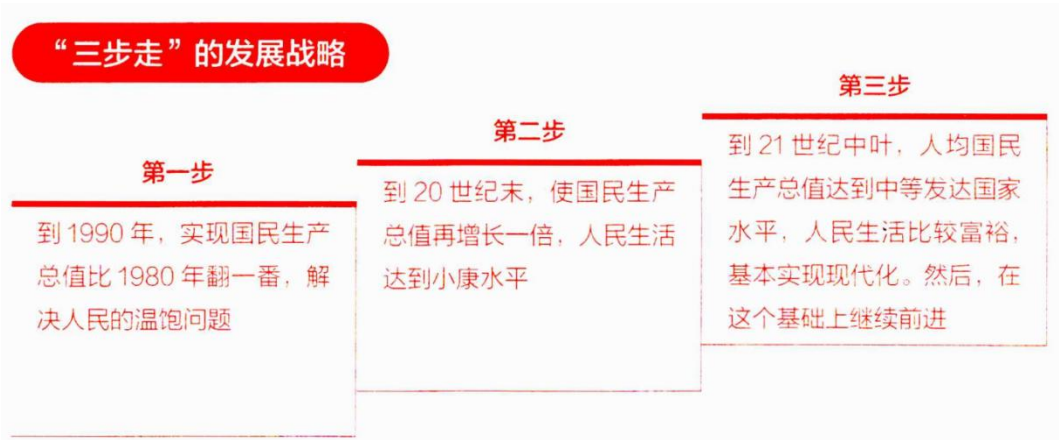 “三步走”的发展战略
第一步
到1990年，实现国民生产
总值比1980年翻一番，解
决人民的温饱问题
第二步
到20世纪末，使国民生产
总值再增长一倍，人民生活
达到小康水平
第三步
到21世纪中叶，人均国民
生产总值达到中等发达国家
水平，人民生活比较富裕，
基本实现现代化。然后，在
这个基础上继续前进